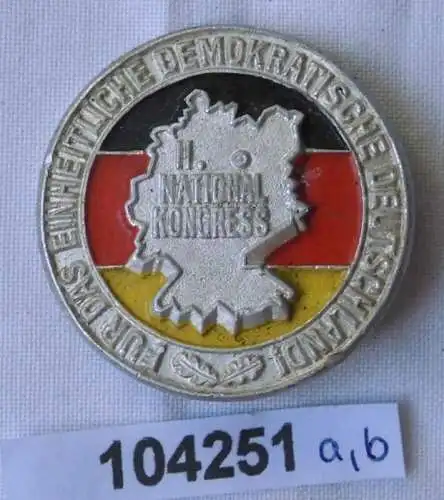 FÜR DAS EINHEITLICHE DEMOKRATISCHE DEUTSCHLAND!
II.
NATIONAL
KONGRESS
104251 a,b